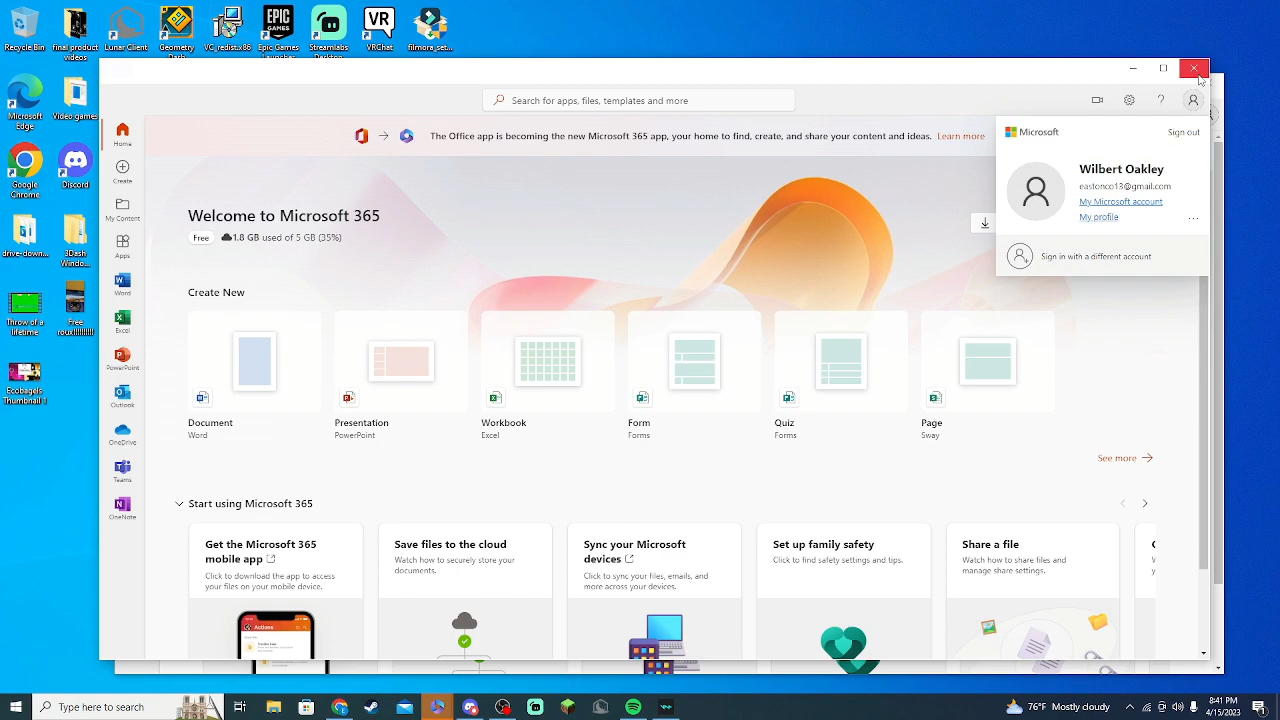 Recycle Bin
final product videos
Lunar Client
Geometry Dash
VC_redist.x86
Epic Games Launcher
Streamlabs Desktop
VRChat
filmora_set...
EPIC GAMES
VR
Microsoft Edge
Video games
Google Chrome
Discord
drive-down...
3Dash Windo...
Throw of a lifetime
Free rouxl!!!!!!!!!
Ecobagels Thumbnail 1
Search for apps, files, templates and more
Home
Create
My Content
Apps
Word
Excel
PowerPoint
Outlook
OneDrive
Teams
OneNote
The Office app is becoming the new Microsoft 365 app, your home to find, create, and share your content and ideas. Learn more
Microsoft
Sign out
Wilbert Oakley
eastonco13@gmail.com
My Microsoft account
My profile
...
Sign in with a different account
Welcome to Microsoft 365
Free 1.8 GB used of 5 GB (35%)
Create New
Document
Word
Presentation
PowerPoint
Workbook
Excel
Form
Forms
Quiz
Forms
Page
Sway
See more
Start using Microsoft 365
Get the Microsoft 365
mobile app
Click to download the app to access
your files on your mobile device.
Actions
Save files to the cloud
Watch how to securely store your
documents.
Sync your Microsoft
devices
Click to sync your files, emails, and
more across your devices.
Set up family safety
Click to find safety settings and tips.
Share a file
Watch how to share files and
manage share settings.
Type here to search
76°F Mostly cloudy
8:41 PM
4/15/2023